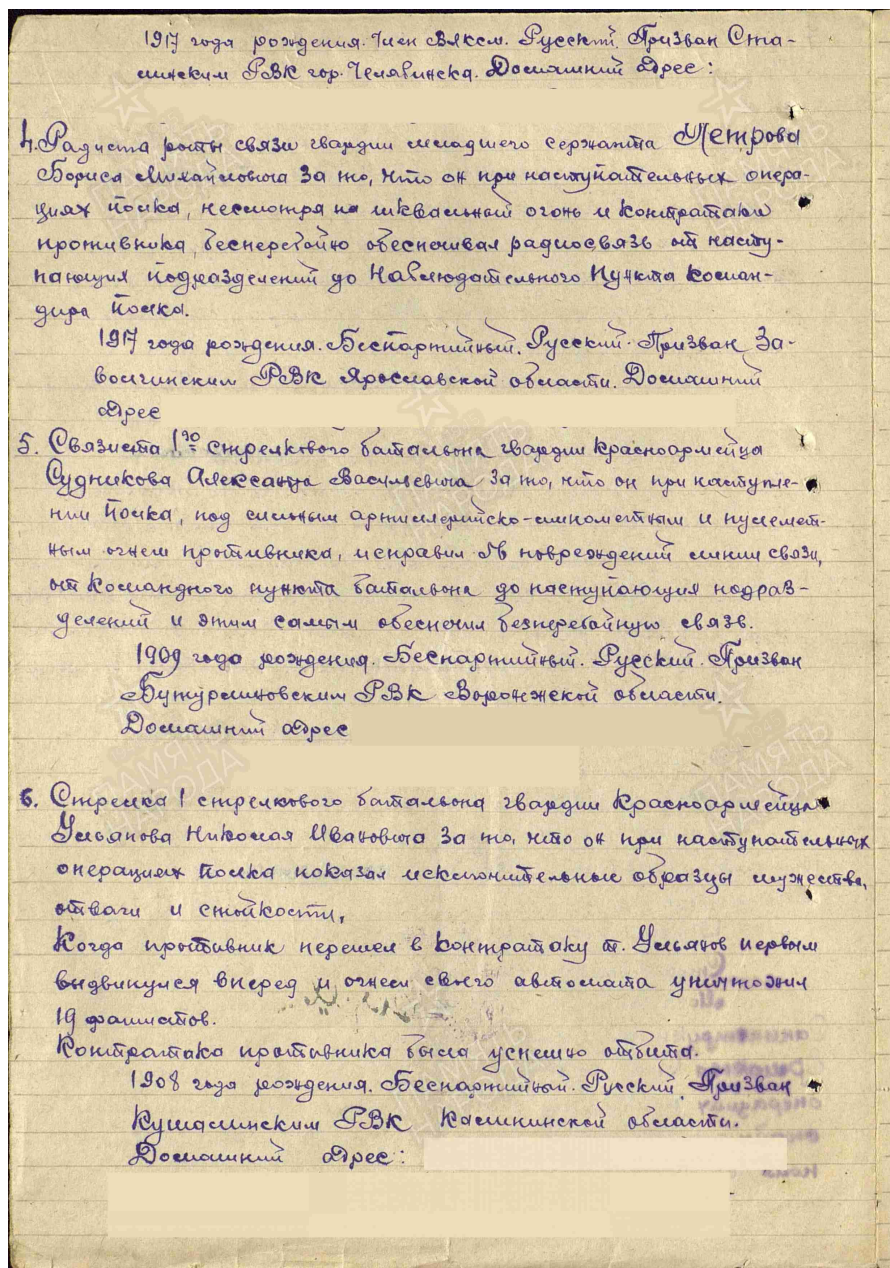 1917 года рождения. Член ВЛКСМ. Русский. Призван Ста-
линским РВК гор. Челябинска. Домашний Адрес:
4. Радиста роты связи гвардии младшего сержанта Петрова
Бориса Михайловича За то, что он при наступательных опера-
циях Полка, несмотря на шквальный огонь и контратаки
противника, бесперебойно обеспечивал радиосвязь от насту-
пающих подразделений до Наблюдательного Пункта коман-
дира Полка.
1917 года рождения. Беспартийный. Русский. Призван За-
волжским РВК Ярославской области. Домашний
Адрес
5. Связиста 1го стрелкового батальона гвардии красноармейца
Судникова Александра Васильевича За то, что он при наступле-
нии Полка, под сильным артиллерийско-минометным и пулемет-
ным огнем противника, исправил повреждений линии связи,
от командного пункта батальона до наступающих подраз-
делений и этим самым обеспечил безперебойную связь.
1909 года рождения. Беспартийный. Русский. Призван
Бутурлиновским РВК Воронжской области.
Домашний адрес
6. Стрелка 1 стрелкового батальона гвардии Красноармейца
Ульянова Николая Ивановича За то, что он при наступательных
операциях Полка показал исключительные образцы мужества,
отваги и стойкости,
Когда противник перешел в контратаку т. Ульянов первым
выдвинулся вперед и огнем своего автомата уничтожил
19 фашистов.
Контратака противника была успешно отбита.
1908 года рождения. Беспартийный. Русский. Призван
Кушалинским РВК Калининской области.
Домашний Адрес:
ПАМЯТЬ НАРОДА